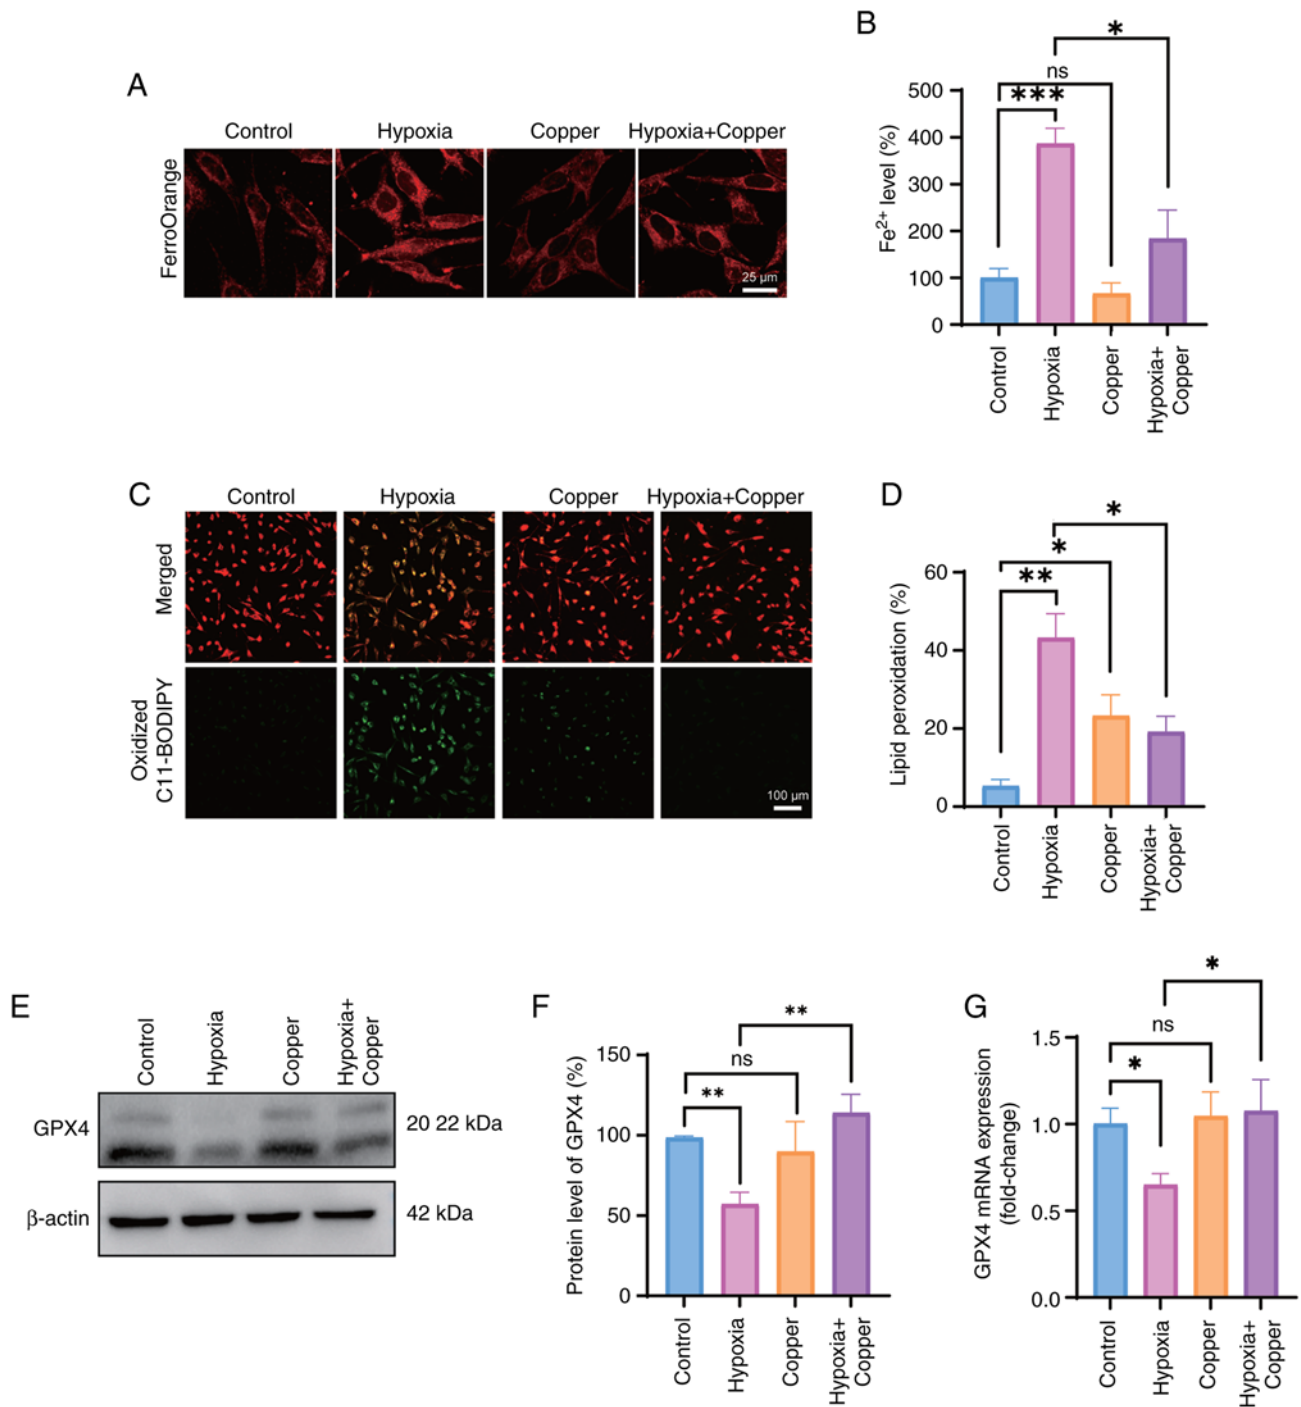 A
Control Hypoxia Copper Hypoxia+Copper
FerroOrange
25 µm
B
*
ns
***
500
400
300
200
100
0
Fe2+ level (%)
Control
Hypoxia
Copper
Hypoxia+
Copper
C
Control Hypoxia Copper Hypoxia+Copper
Merged
Oxidized
C11-BODIPY
100 µm
D
*
*
**
60
40
20
0
Lipid peroxidation (%)
Control
Hypoxia
Copper
Hypoxia+
Copper
E
Control
Hypoxia
Copper
Hypoxia+
Copper
GPX4
20 22 kDa
β-actin
42 kDa
F
**
ns
**
150
100
50
0
Protein level of GPX4 (%)
Control
Hypoxia
Copper
Hypoxia+
Copper
G
*
ns
*
1.5
1.0
0.5
0.0
GPX4 mRNA expression
(fold-change)
Control
Hypoxia
Copper
Hypoxia+
Copper